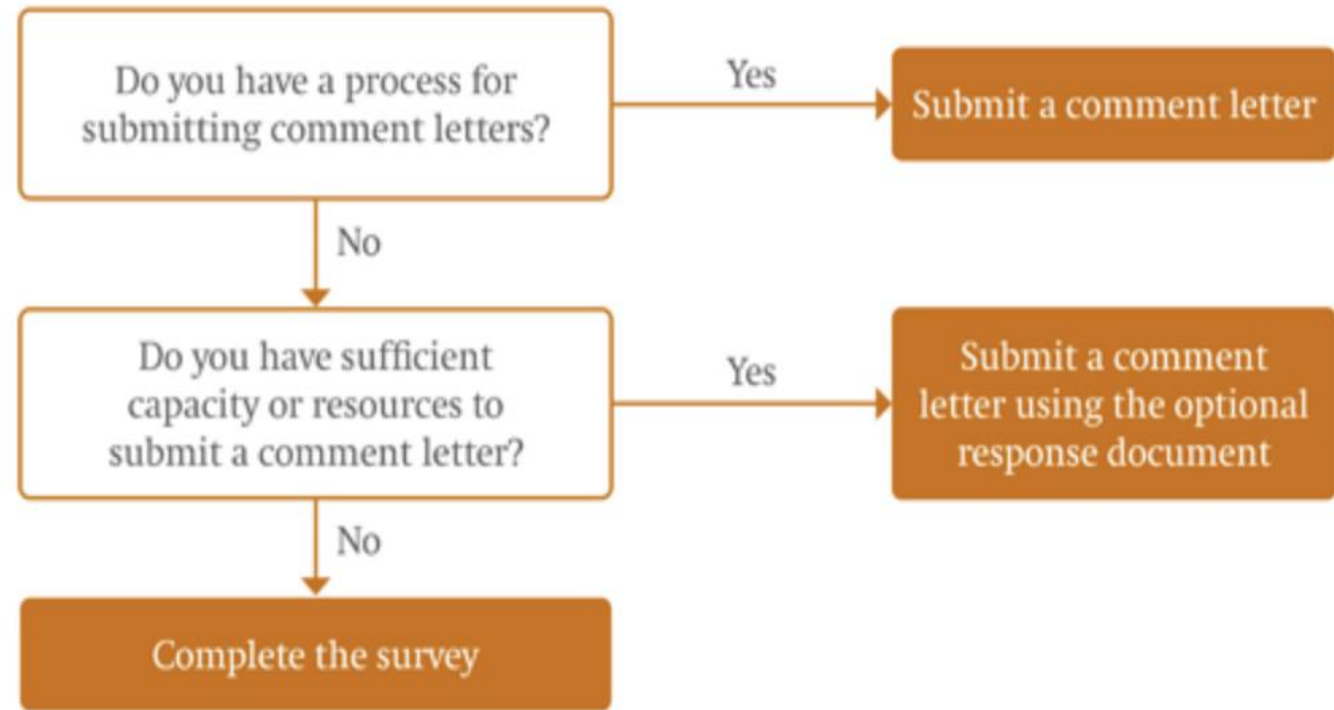 Do you have a process for
submitting comment letters?
Yes
Submit a comment letter
No
Do you have sufficient
capacity or resources to
submit a comment letter?
Yes
Submit a comment
letter using the optional
response document
No
Complete the survey